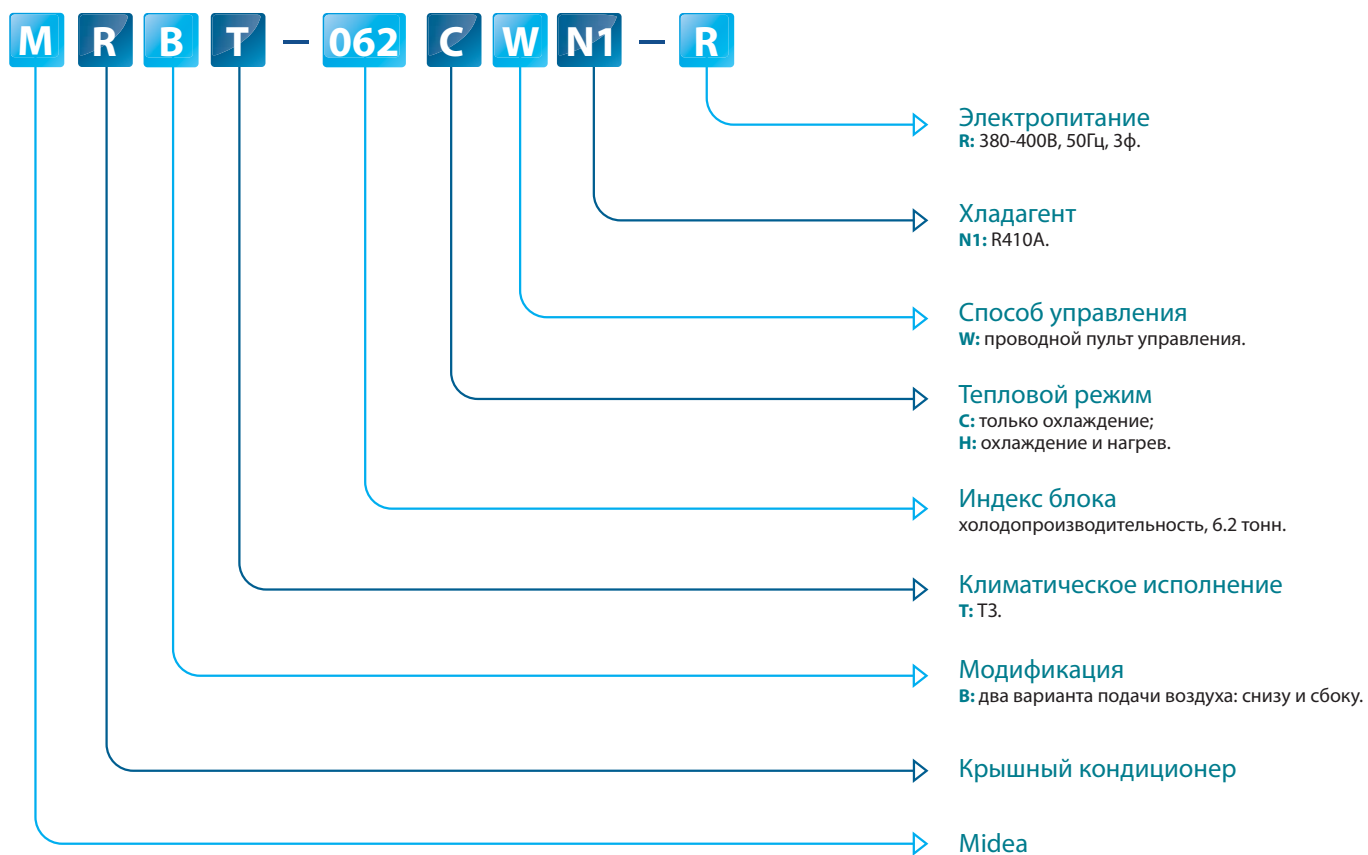 MRBT – 062 CWN1 – R
Электропитание
R: 380-400В, 50Гц, 3ф.
Хладагент
N1: R410A.
Способ управления
W: проводной пульт управления.
Тепловой режим
C: только охлаждение;
H: охлаждение и нагрев.
Индекс блока
холодопроизводительность, 6.2 тонн.
Климатическое исполнение
T: T3.
Модификация
B: два варианта подачи воздуха: снизу и сбоку.
Крышный кондиционер
Midea